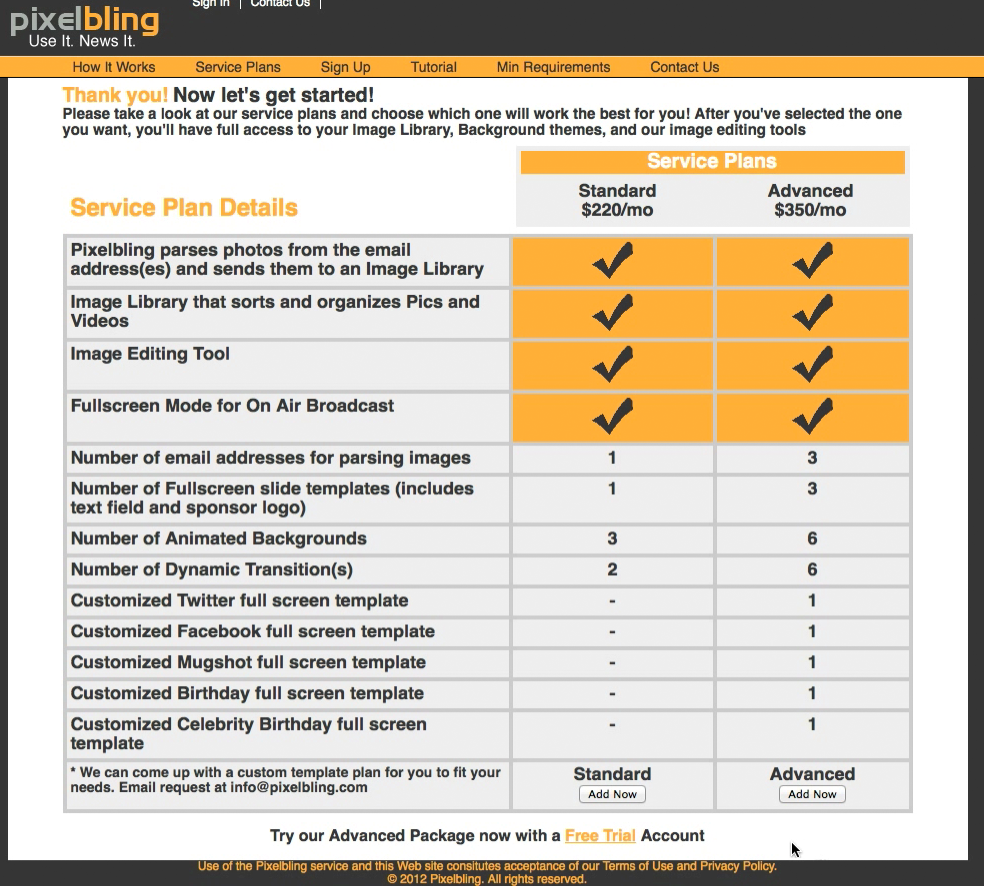 Sign In | Contact Us |
pixelbling
Use It. News It.
How It Works Service Plans Sign Up Tutorial Min Requirements Contact Us
Thank you! Now let's get started!
Please take a look at our service plans and choose which one will work the best for you! After you've selected the one
you want, you'll have full access to your Image Library, Background themes, and our image editing tools
Service Plans
Service Plan Details
Standard Advanced
$220/mo $350/mo
Pixelbling parses photos from the email
address(es) and sends them to an Image Library
Image Library that sorts and organizes Pics and
Videos
Image Editing Tool
Fullscreen Mode for On Air Broadcast
Number of email addresses for parsing images 1 3
Number of Fullscreen slide templates (includes 1 3
text field and sponsor logo)
Number of Animated Backgrounds 3 6
Number of Dynamic Transition(s) 2 6
Customized Twitter full screen template - 1
Customized Facebook full screen template - 1
Customized Mugshot full screen template - 1
Customized Birthday full screen template - 1
Customized Celebrity Birthday full screen - 1
template
* We can come up with a custom template plan for you to fit your
needs. Email request at info@pixelbling.com
Standard Advanced
Add Now Add Now
Try our Advanced Package now with a Free Trial Account
Use of the Pixelbling service and this Web site consitutes acceptance of our Terms of Use and Privacy Policy.
© 2012 Pixelbling. All rights reserved.